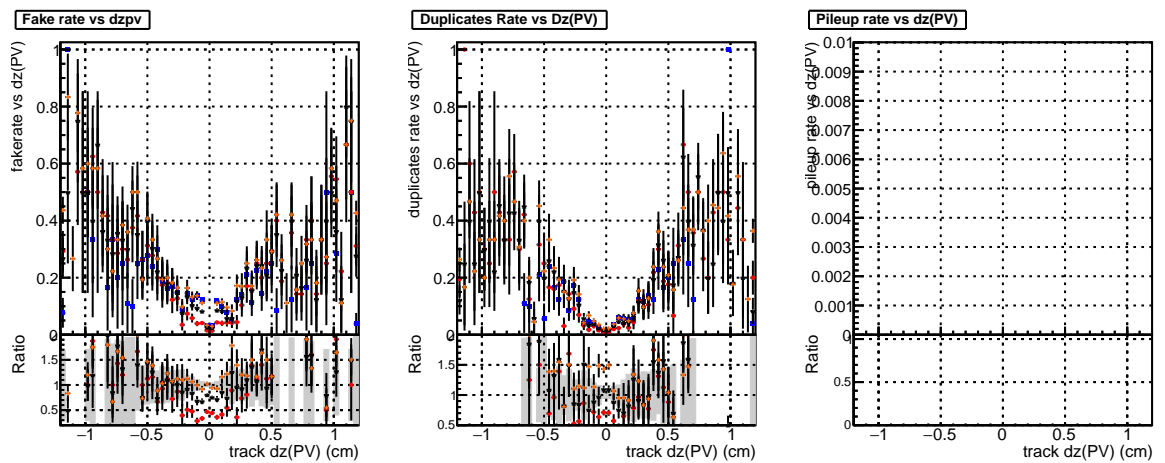 Fake rate vs dzpv
fakerate vs dz(PV)
1
0.8
0.6
0.4
0.2
0
Ratio
1.5
1
0.5
−1 −0.5 0 0.5 1
track dz(PV) (cm)
Duplicates Rate vs Dz(PV)
duplicates rate vs dz(PV)
1
0.8
0.6
0.4
0.2
0
Ratio
1.5
1
0.5
−1 −0.5 0 0.5 1
track dz(PV) (cm)
Pileup rate vs dz(PV)
pileup rate vs dz(PV)
0.01
0.009
0.008
0.007
0.006
0.005
0.004
0.003
0.002
0.001
0
Ratio
1
0.5
0
−1 −0.5 0 0.5 1
track dz(PV) (cm)